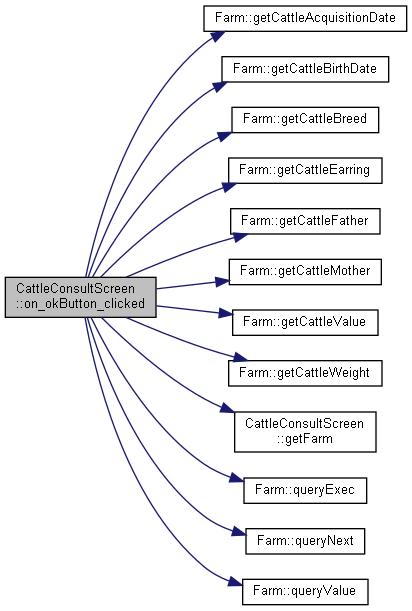 Farm::getCattleAcquisitionDate
Farm::getCattleBirthDate
Farm::getCattleBreed
Farm::getCattleEarring
Farm::getCattleFather
Farm::getCattleMother
CattleConsultScreen
::on_okButton_clicked
Farm::getCattleValue
Farm::getCattleWeight
CattleConsultScreen
::getFarm
Farm::queryExec
Farm::queryNext
Farm::queryValue